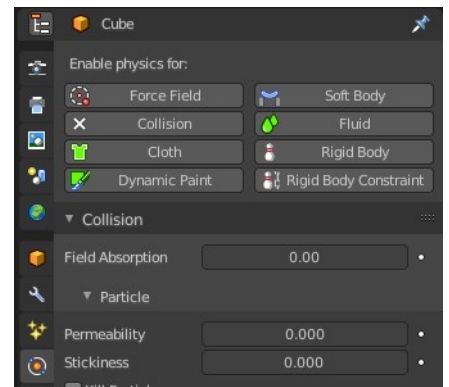 Cube
Enable physics for:
Force Field Soft Body
Collision Fluid
Cloth Rigid Body
Dynamic Paint Rigid Body Constraint
Collision
Field Absorption 0.00
Particle
Permeability 0.000
Stickiness 0.000